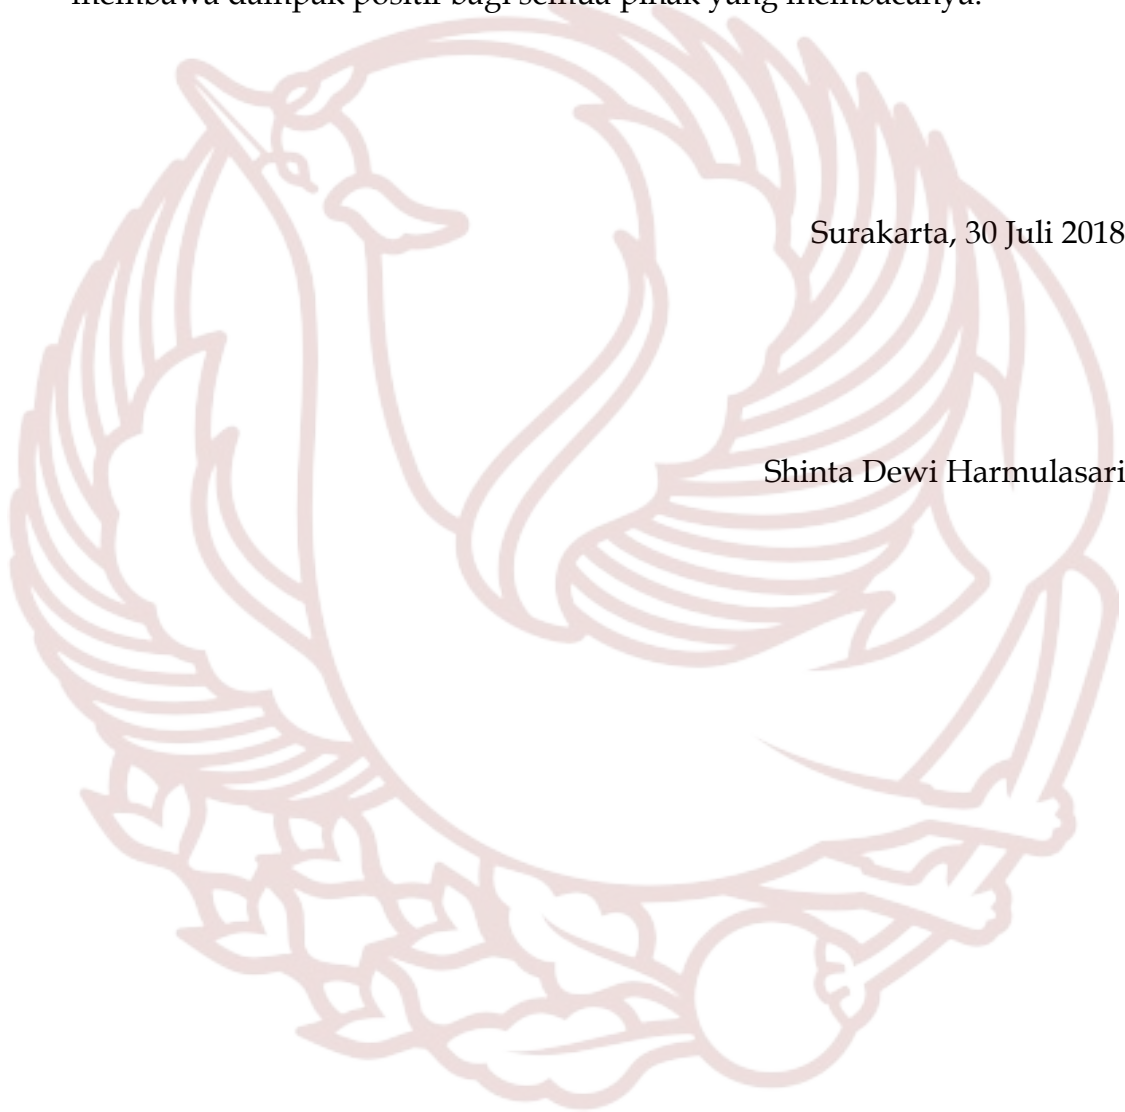 membawa dampak positif bagi semua pihak yang membacanya.
Surakarta, 30 Juli 2018
Shinta Dewi Harmulasari